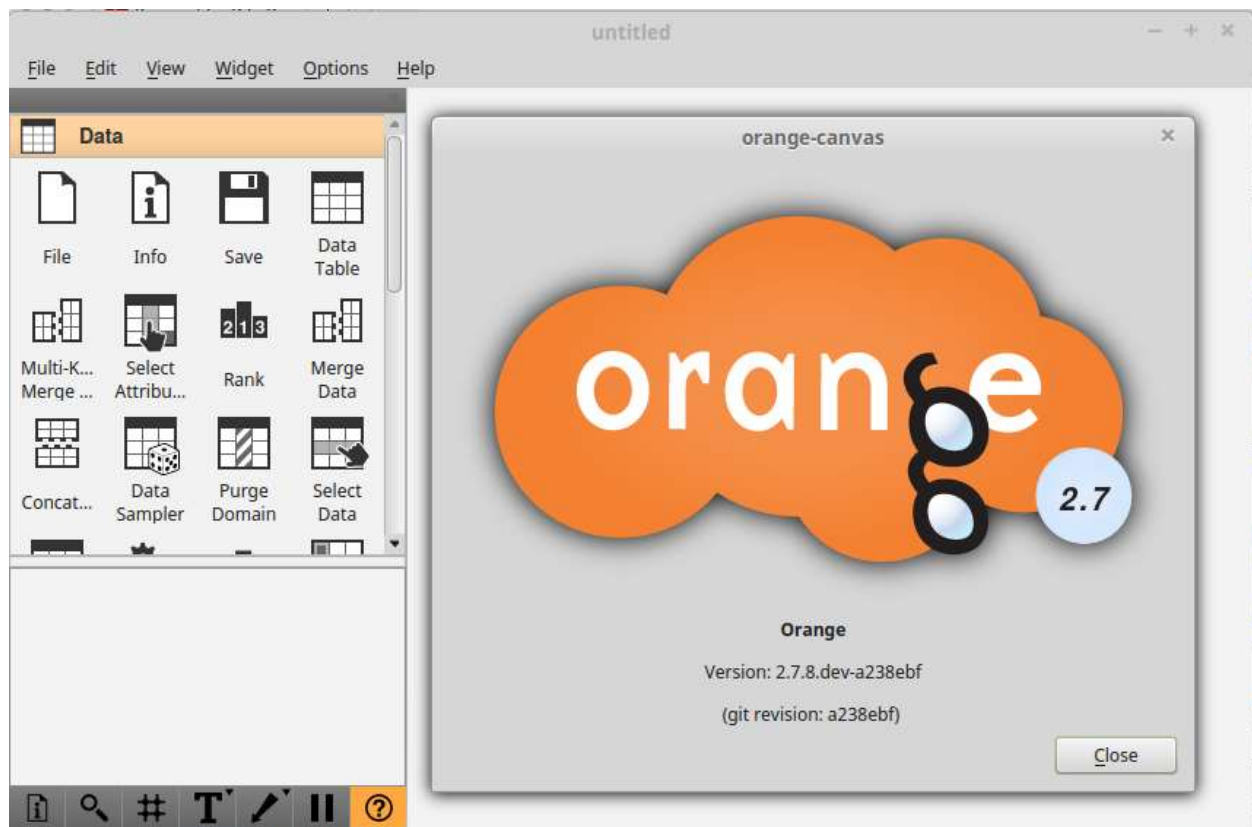 untitled
File Edit View Widget Options Help
Data
File Info Save Data Table
Multi-K... Merge ... Select Attribu... Rank Merge Data
Concat... Data Sampler Purge Domain Select Data
orange-canvas
orange
2.7
Orange
Version: 2.7.8.dev-a238ebf
(git revision: a238ebf)
Close